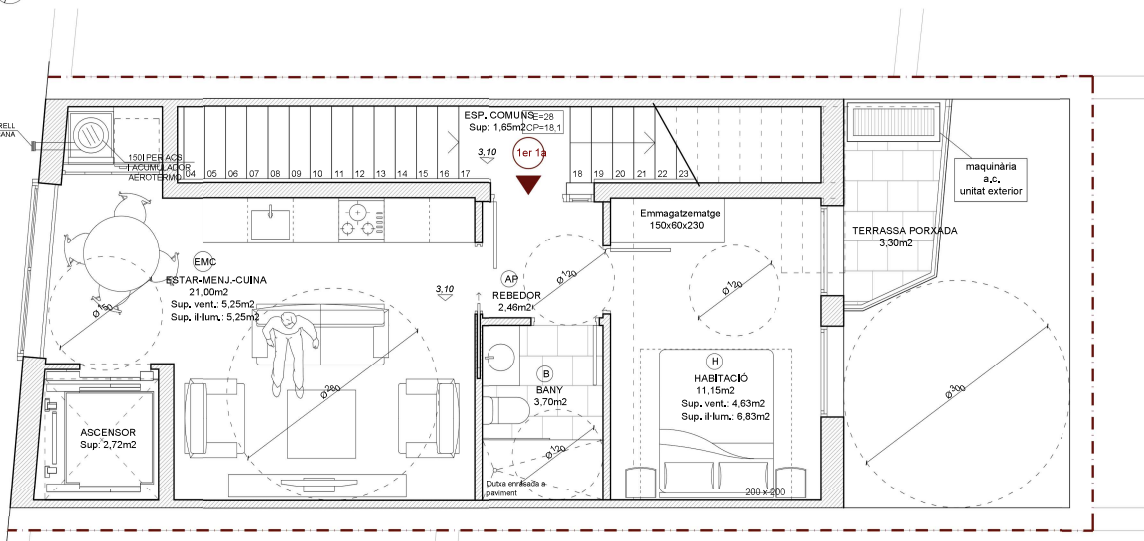 RELL
ANA
150l PER ACS
ACUMULADOR
AEROTERMO
04 05 06 07 08 09 10 11 12 13 14 15 16 17
ESP. COMUNS
Sup: 1,65m2
E=28
CP=18,1
3,10
1er 1a
18 19 20 21 22 23
maquinària
a.c.
unitat exterior
Emmagatzematge
150x60x230
TERRASSA PORXADA
3,30m2
EMC
ESTAR-MENJ.-CUINA
21,00m2
Sup. vent.: 5,25m2
Sup. il·lum.: 5,25m2
3,10
AP
REBEDOR
2,46m2
Ø120
Ø120
Ø280
Ø300
H
HABITACIÓ
11,15m2
Sup. vent.: 4,63m2
Sup. il·lum.: 6,83m2
B
BANY
3,70m2
Ø120
ASCENSOR
Sup: 2,72m2
Dutxa enrasada a
paviment
200 x 200